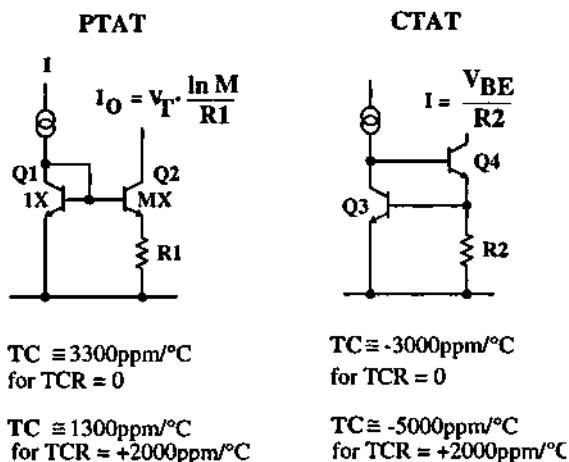 PTAT
I
I_O = V_T · ln M / R1
Q1
Q2
1X
MX
R1
TC ≅3300ppm/°C
for TCR = 0
TC ≅1300ppm/°C
for TCR = +2000ppm/°C
CTAT
I = V_BE / R2
Q4
Q3
R2
TC≅ -3000ppm/°C
for TCR = 0
TC≅ -5000ppm/°C
for TCR = +2000ppm/°C